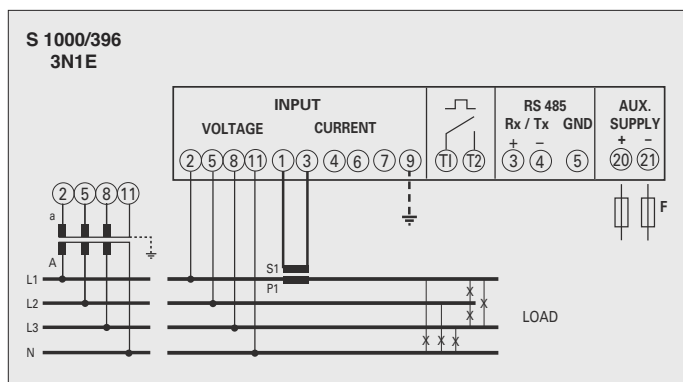 S 1000/396
3N1E
INPUT
VOLTAGE CURRENT
2 5 8 11 1 3 4 6 7 9
T1 T2
RS 485
Rx / Tx GND
+ −
3 4 5
AUX.
SUPPLY
+ −
20 21
F
2 5 8 11
a
A
S1
P1
L1
L2
L3
N
X
X X
X
X X X
LOAD